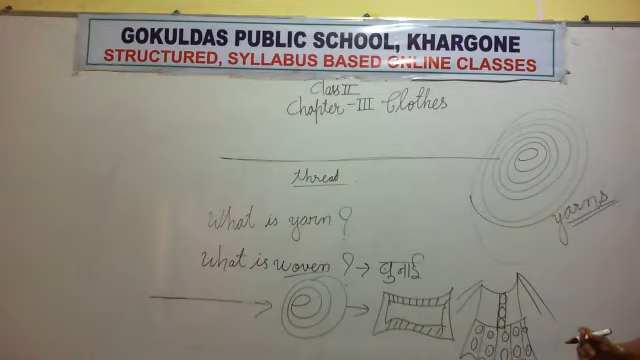 GOKULDAS PUBLIC SCHOOL, KHARGONE
STRUCTURED, SYLLABUS BASED ONLINE CLASSES
Class II
Chapter-III Clothes
thread
yarns
What is yarn?
What is woven? → बुनाई